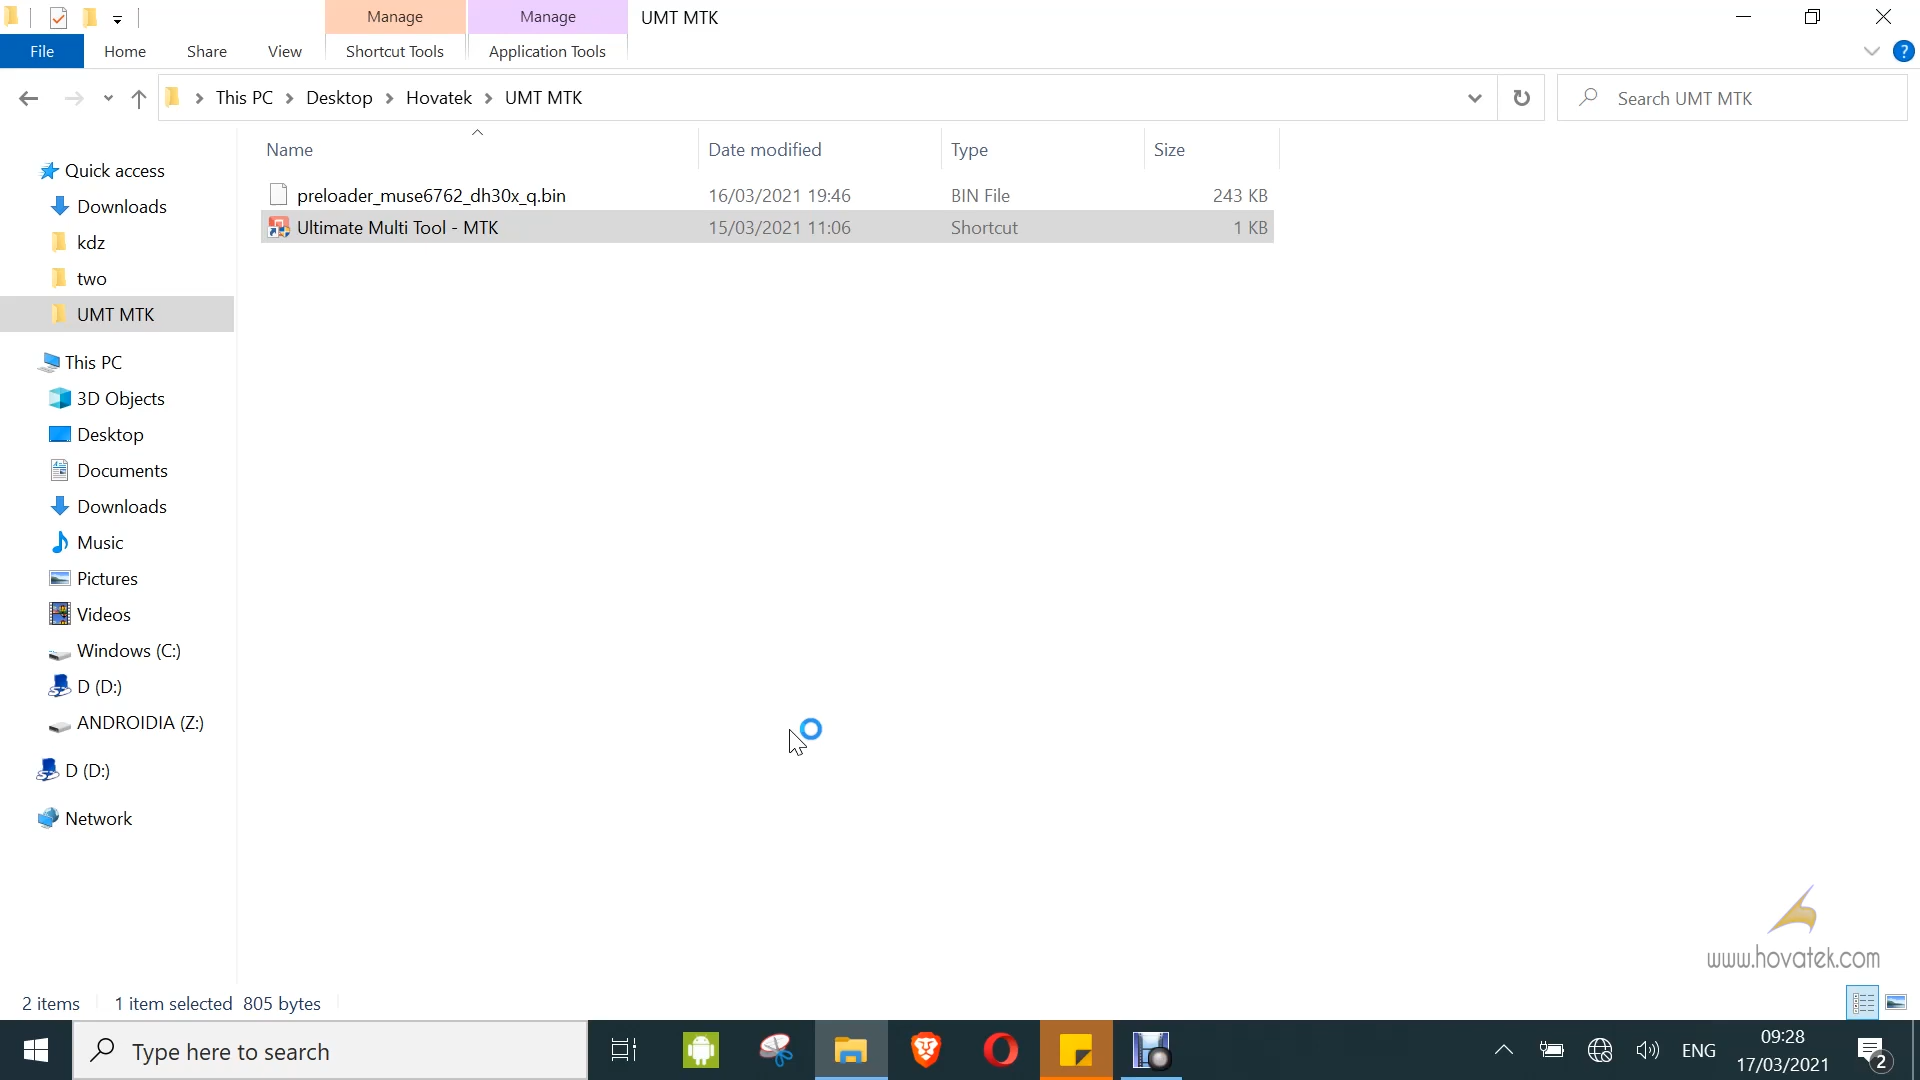 Manage
Manage
UMT MTK
File
Home
Share
View
Shortcut Tools
Application Tools
?
This PC
Desktop
Hovatek
UMT MTK
Search UMT MTK
Name
Date modified
Type
Size
preloader_muse6762_dh30x_q.bin
16/03/2021 19:46
BIN File
243 KB
Ultimate Multi Tool - MTK
15/03/2021 11:06
Shortcut
1 KB
Quick access
Downloads
kdz
two
UMT MTK
This PC
3D Objects
Desktop
Documents
Downloads
Music
Pictures
Videos
Windows (C:)
D (D:)
ANDROIDIA (Z:)
D (D:)
Network
www.hovatek.com
2 items
1 item selected 805 bytes
Type here to search
ENG
09:28
17/03/2021
2